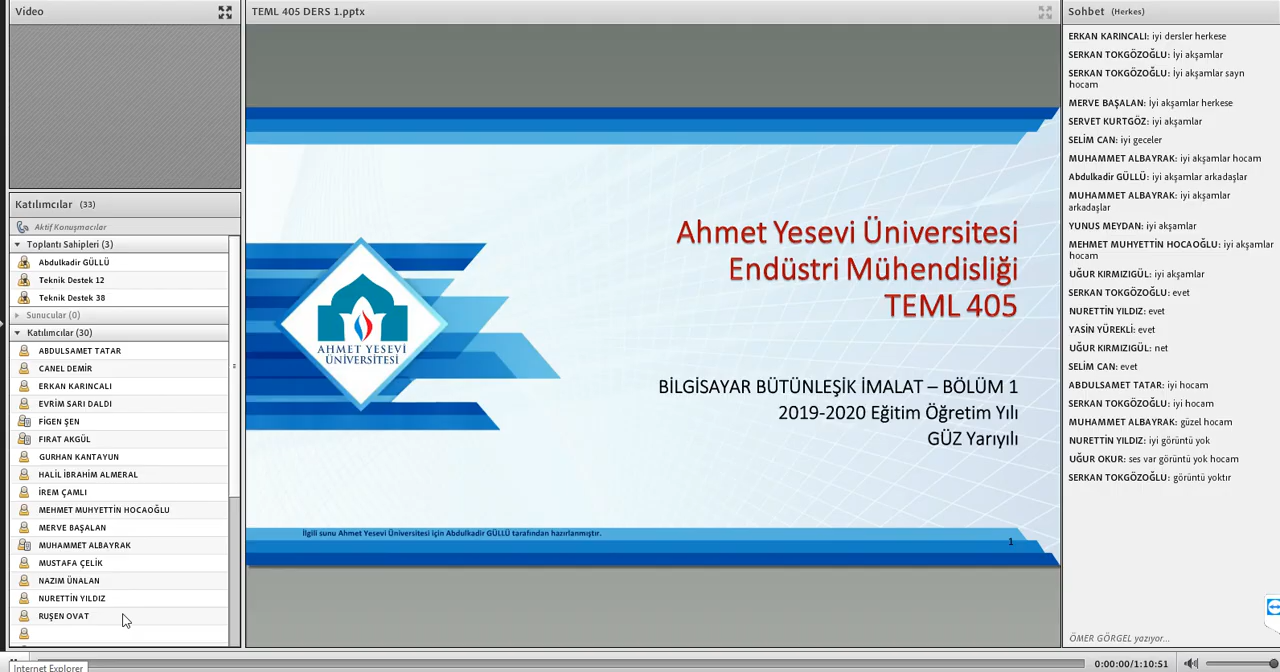 Video
TEML 405 DERS 1.pptx
Sohbet (Herkes)
Katılımcılar (33)
Aktif Konuşmacılar
Toplantı Sahipleri (3)
Abdulkadir GÜLLÜ
Teknik Destek 12
Teknik Destek 38
Sunucular (0)
Katılımcılar (30)
ABDULSAMET TATAR
CANEL DEMİR
ERKAN KARINCALI
EVRİM SARI DALDI
FİGEN ŞEN
FIRAT AKGÜL
GURHAN KANTAYUN
HALİL İBRAHİM ALMERAL
İREM ÇAMLI
MEHMET MUHYETTİN HOCAOĞLU
MERVE BAŞALAN
MUHAMMET ALBAYRAK
MUSTAFA ÇELİK
NAZIM ÜNALAN
NURETTİN YILDIZ
RUŞEN OVAT
Internet Explorer
AHMET YESEVİ
ÜNİVERSİTESİ
Ahmet Yesevi Üniversitesi
Endüstri Mühendisliği
TEML 405
BİLGİSAYAR BÜTÜNLEŞİK İMALAT – BÖLÜM 1
2019-2020 Eğitim Öğretim Yılı
GÜZ Yarıyılı
İlgili sunu Ahmet Yesevi Üniversitesi için Abdulkadir GÜLLÜ tarafından hazırlanmıştır.
1
ERKAN KARINCALI: iyi dersler herkese
SERKAN TOKGÖZOĞLU: İyi akşamlar
SERKAN TOKGÖZOĞLU: İyi akşamlar sayn
hocam
MERVE BAŞALAN: İyi akşamlar herkese
SERVET KURTGÖZ: iyi akşamlar
SELİM CAN: iyi geceler
MUHAMMET ALBAYRAK: iyi akşamlar hocam
Abdulkadir GÜLLÜ: iyi akşamlar arkadaşlar
MUHAMMET ALBAYRAK: iyi akşamlar
arkadaşlar
YUNUS MEYDAN: iyi akşamlar
MEHMET MUHYETTİN HOCAOĞLU: iyi akşamlar
hocam
UĞUR KIRMIZIGÜL: iyi akşamlar
SERKAN TOKGÖZOĞLU: evet
NURETTİN YILDIZ: evet
YASİN YÜREKLİ: evet
UĞUR KIRMIZIGÜL: net
SELİM CAN: evet
ABDULSAMET TATAR: iyi hocam
SERKAN TOKGÖZOĞLU: iyi hocam
MUHAMMET ALBAYRAK: güzel hocam
NURETTİN YILDIZ: iyi görüntü yok
UĞUR OKUR: ses var görüntü yok hocam
SERKAN TOKGÖZOĞLU: görüntü yoktır
ÖMER GÖRGEL yazıyor...
0:00:00/1:10:51